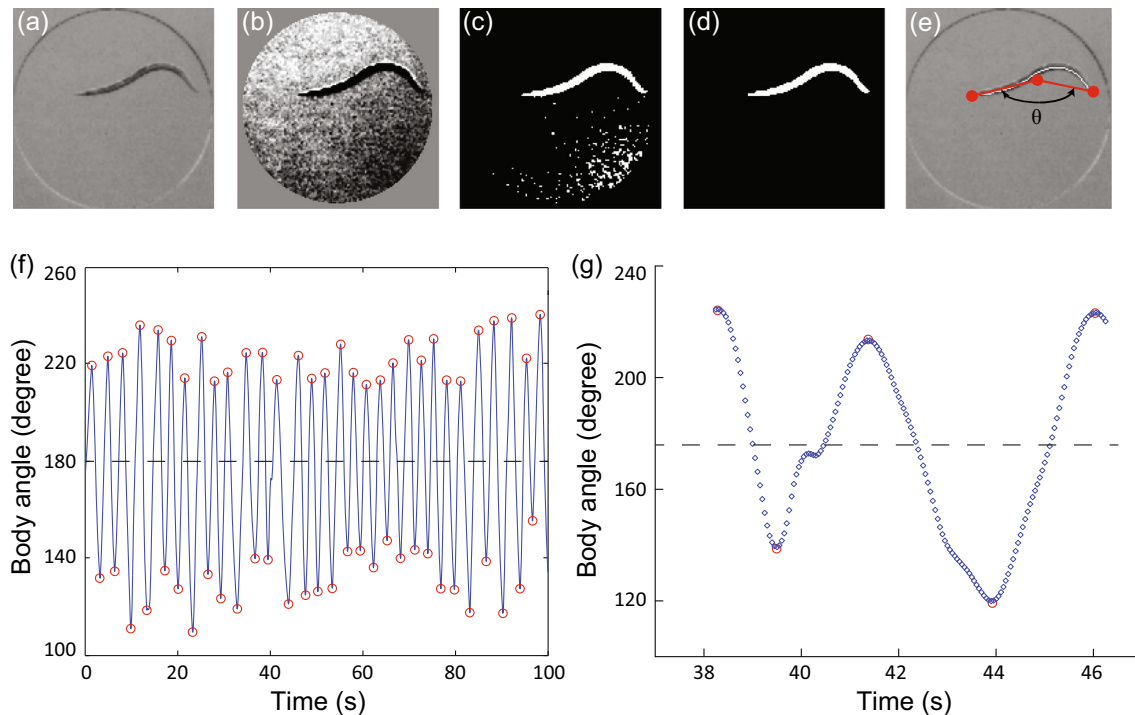 (a)
(b)
(c)
(d)
(e)
θ
(f)
260
220
180
140
100
0
20
40
60
80
100
Body angle (degree)
Time (s)
(g)
240
200
160
120
38
40
42
44
46
Body angle (degree)
Time (s)